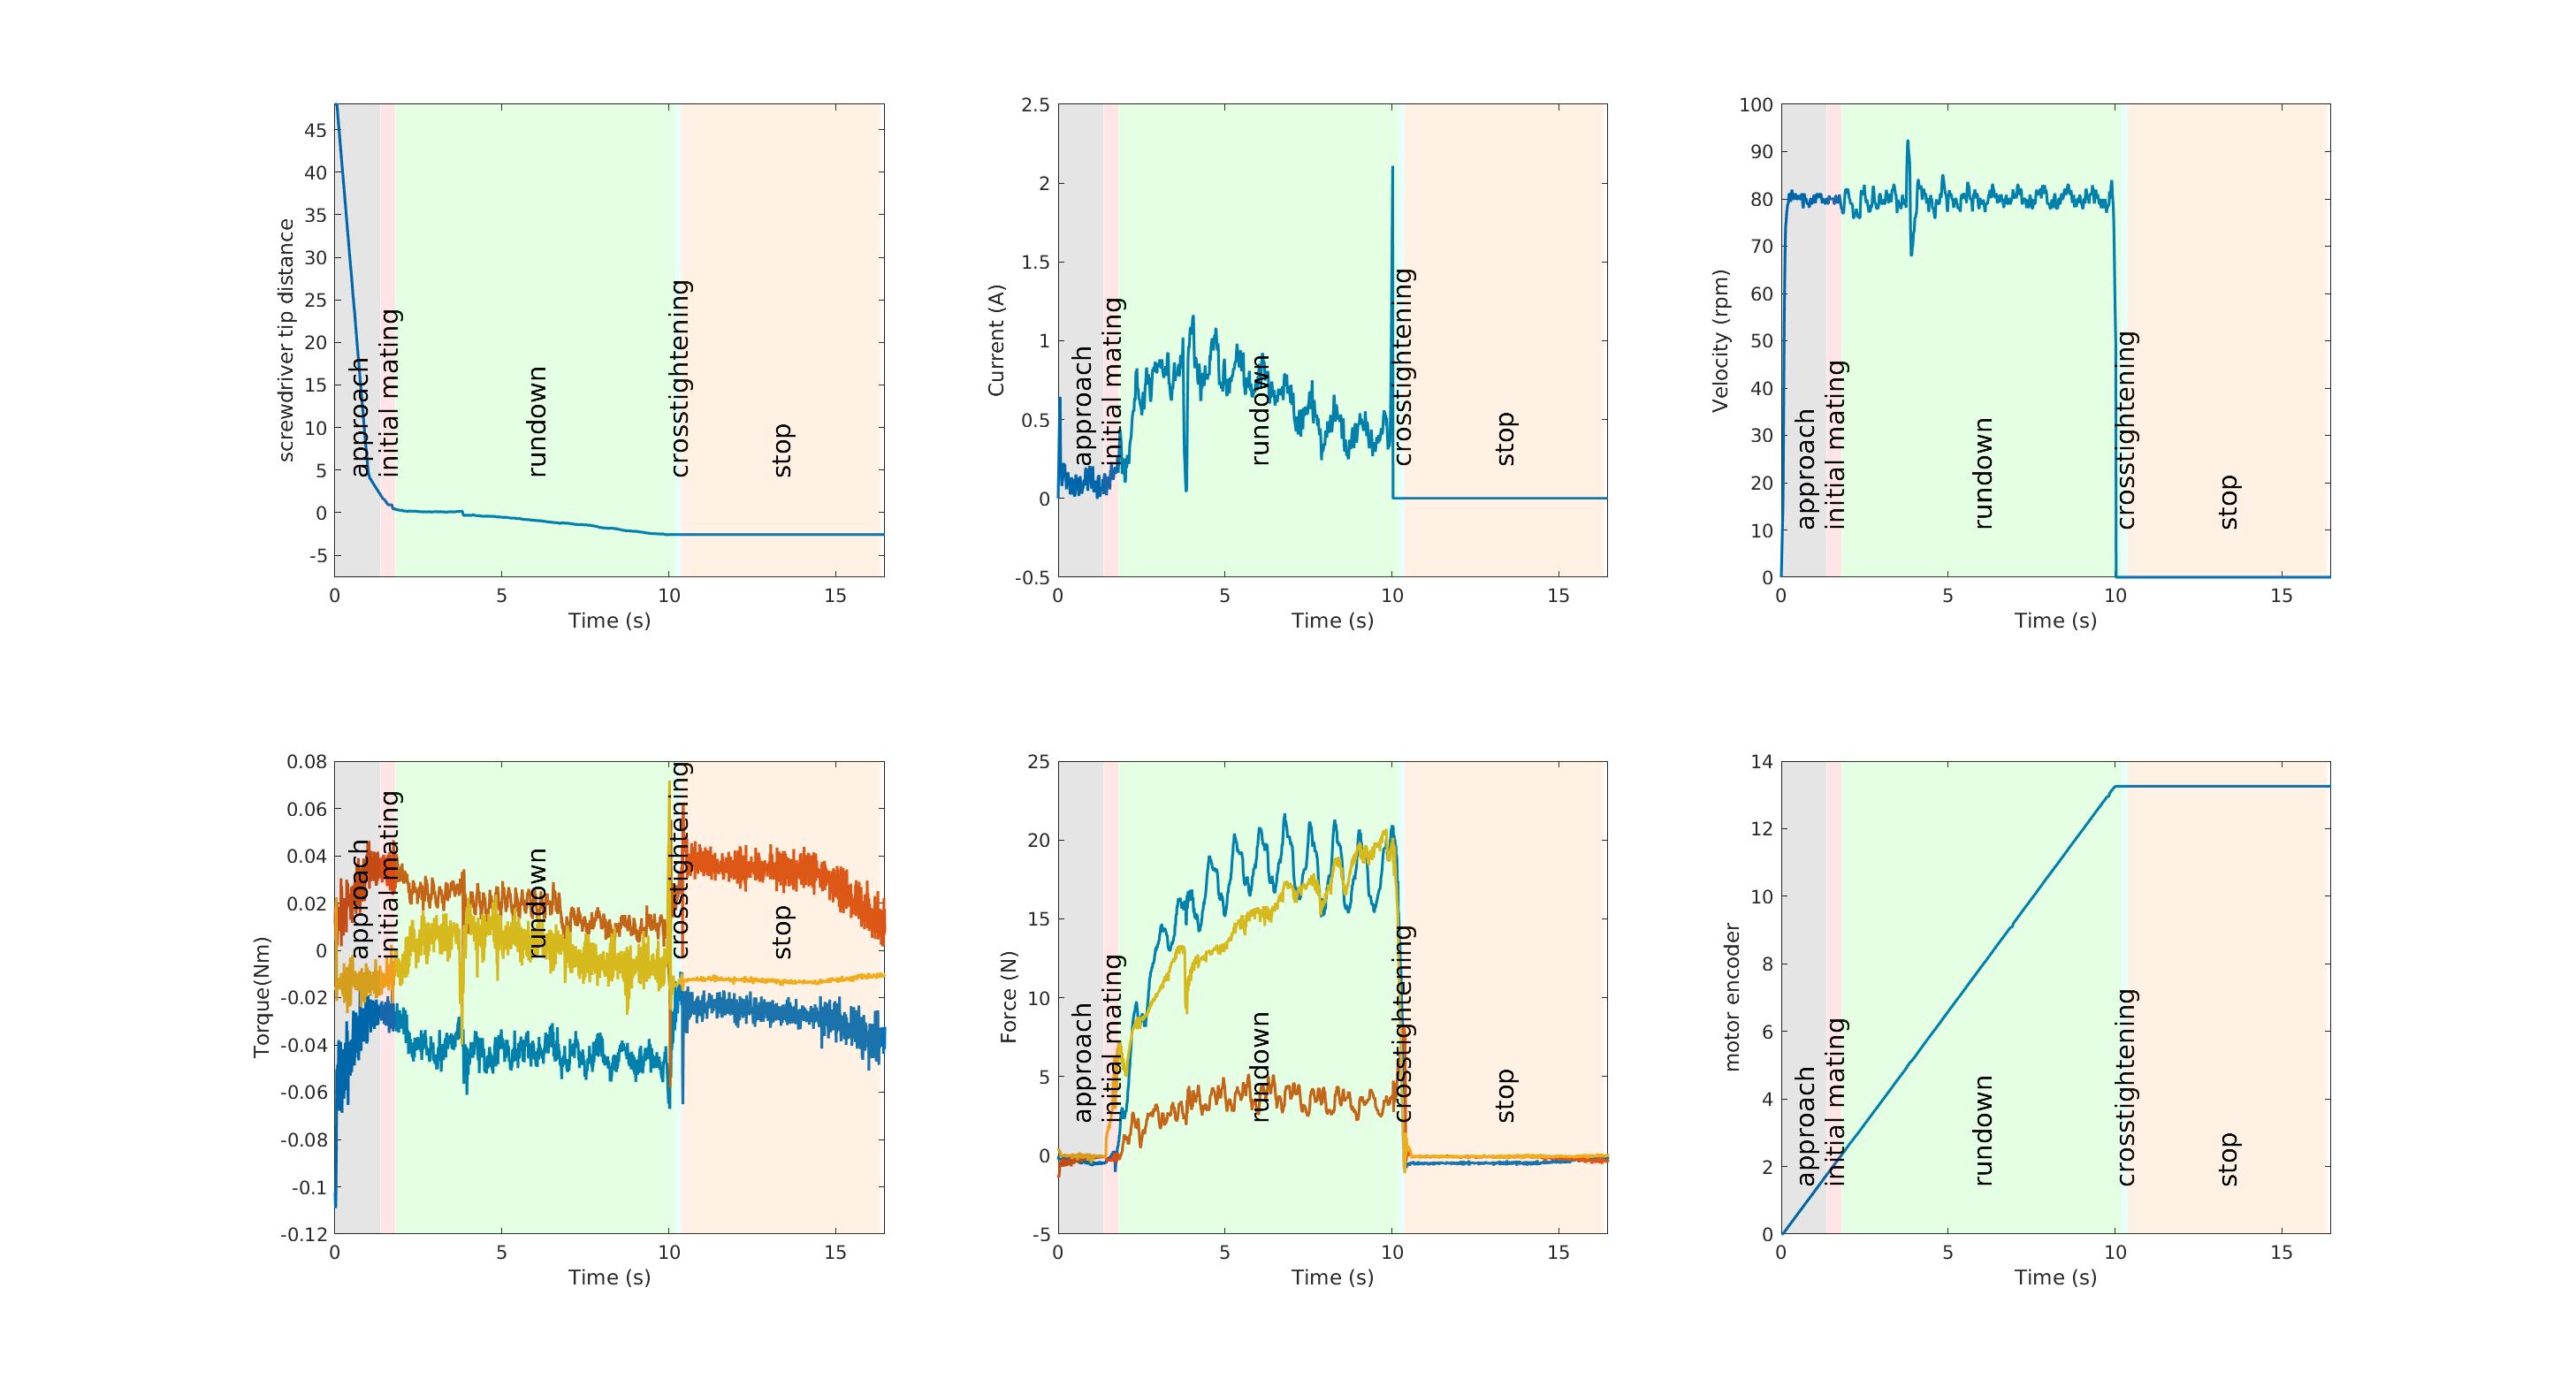 45
40
35
30
25
20
15
10
5
0
-5
screwdriver tip distance
approach
initial mating
rundown
crosstightening
stop
0 5 10 15
Time (s)
2.5
2
1.5
1
0.5
0
-0.5
Current (A)
approach
initial mating
rundown
crosstightening
stop
0 5 10 15
Time (s)
100
90
80
70
60
50
40
30
20
10
0
Velocity (rpm)
approach
initial mating
rundown
crosstightening
stop
0 5 10 15
Time (s)
0.08
0.06
0.04
0.02
0
-0.02
-0.04
-0.06
-0.08
-0.1
-0.12
Torque(Nm)
approach
initial mating
rundown
crosstightening
stop
0 5 10 15
Time (s)
25
20
15
10
5
0
-5
Force (N)
approach
initial mating
rundown
crosstightening
stop
0 5 10 15
Time (s)
14
12
10
8
6
4
2
0
motor encoder
approach
initial mating
rundown
crosstightening
stop
0 5 10 15
Time (s)